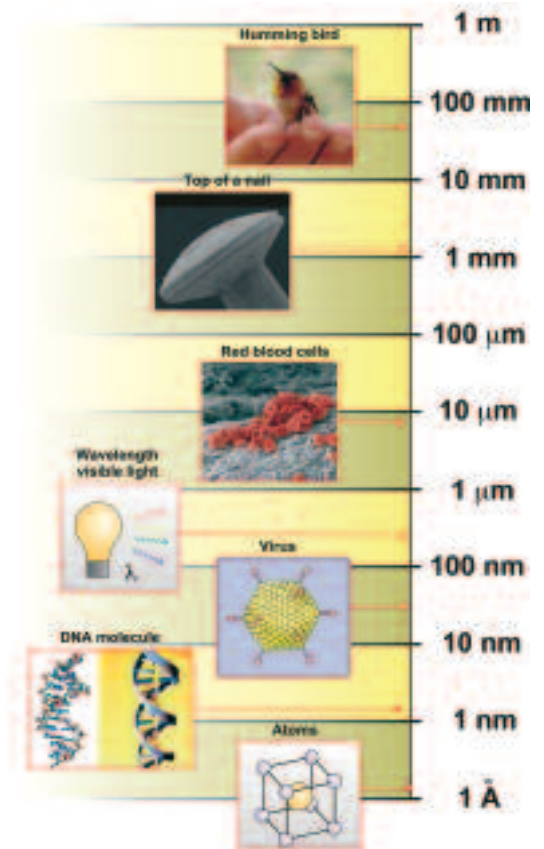 1 m
Humming bird
100 mm
10 mm
Top of a nail
1 mm
100 µm
Red blood cells
10 µm
Wavelength
visible light
1 µm
λ
Virus
100 nm
DNA molecule
10 nm
1 nm
Atoms
1 Å